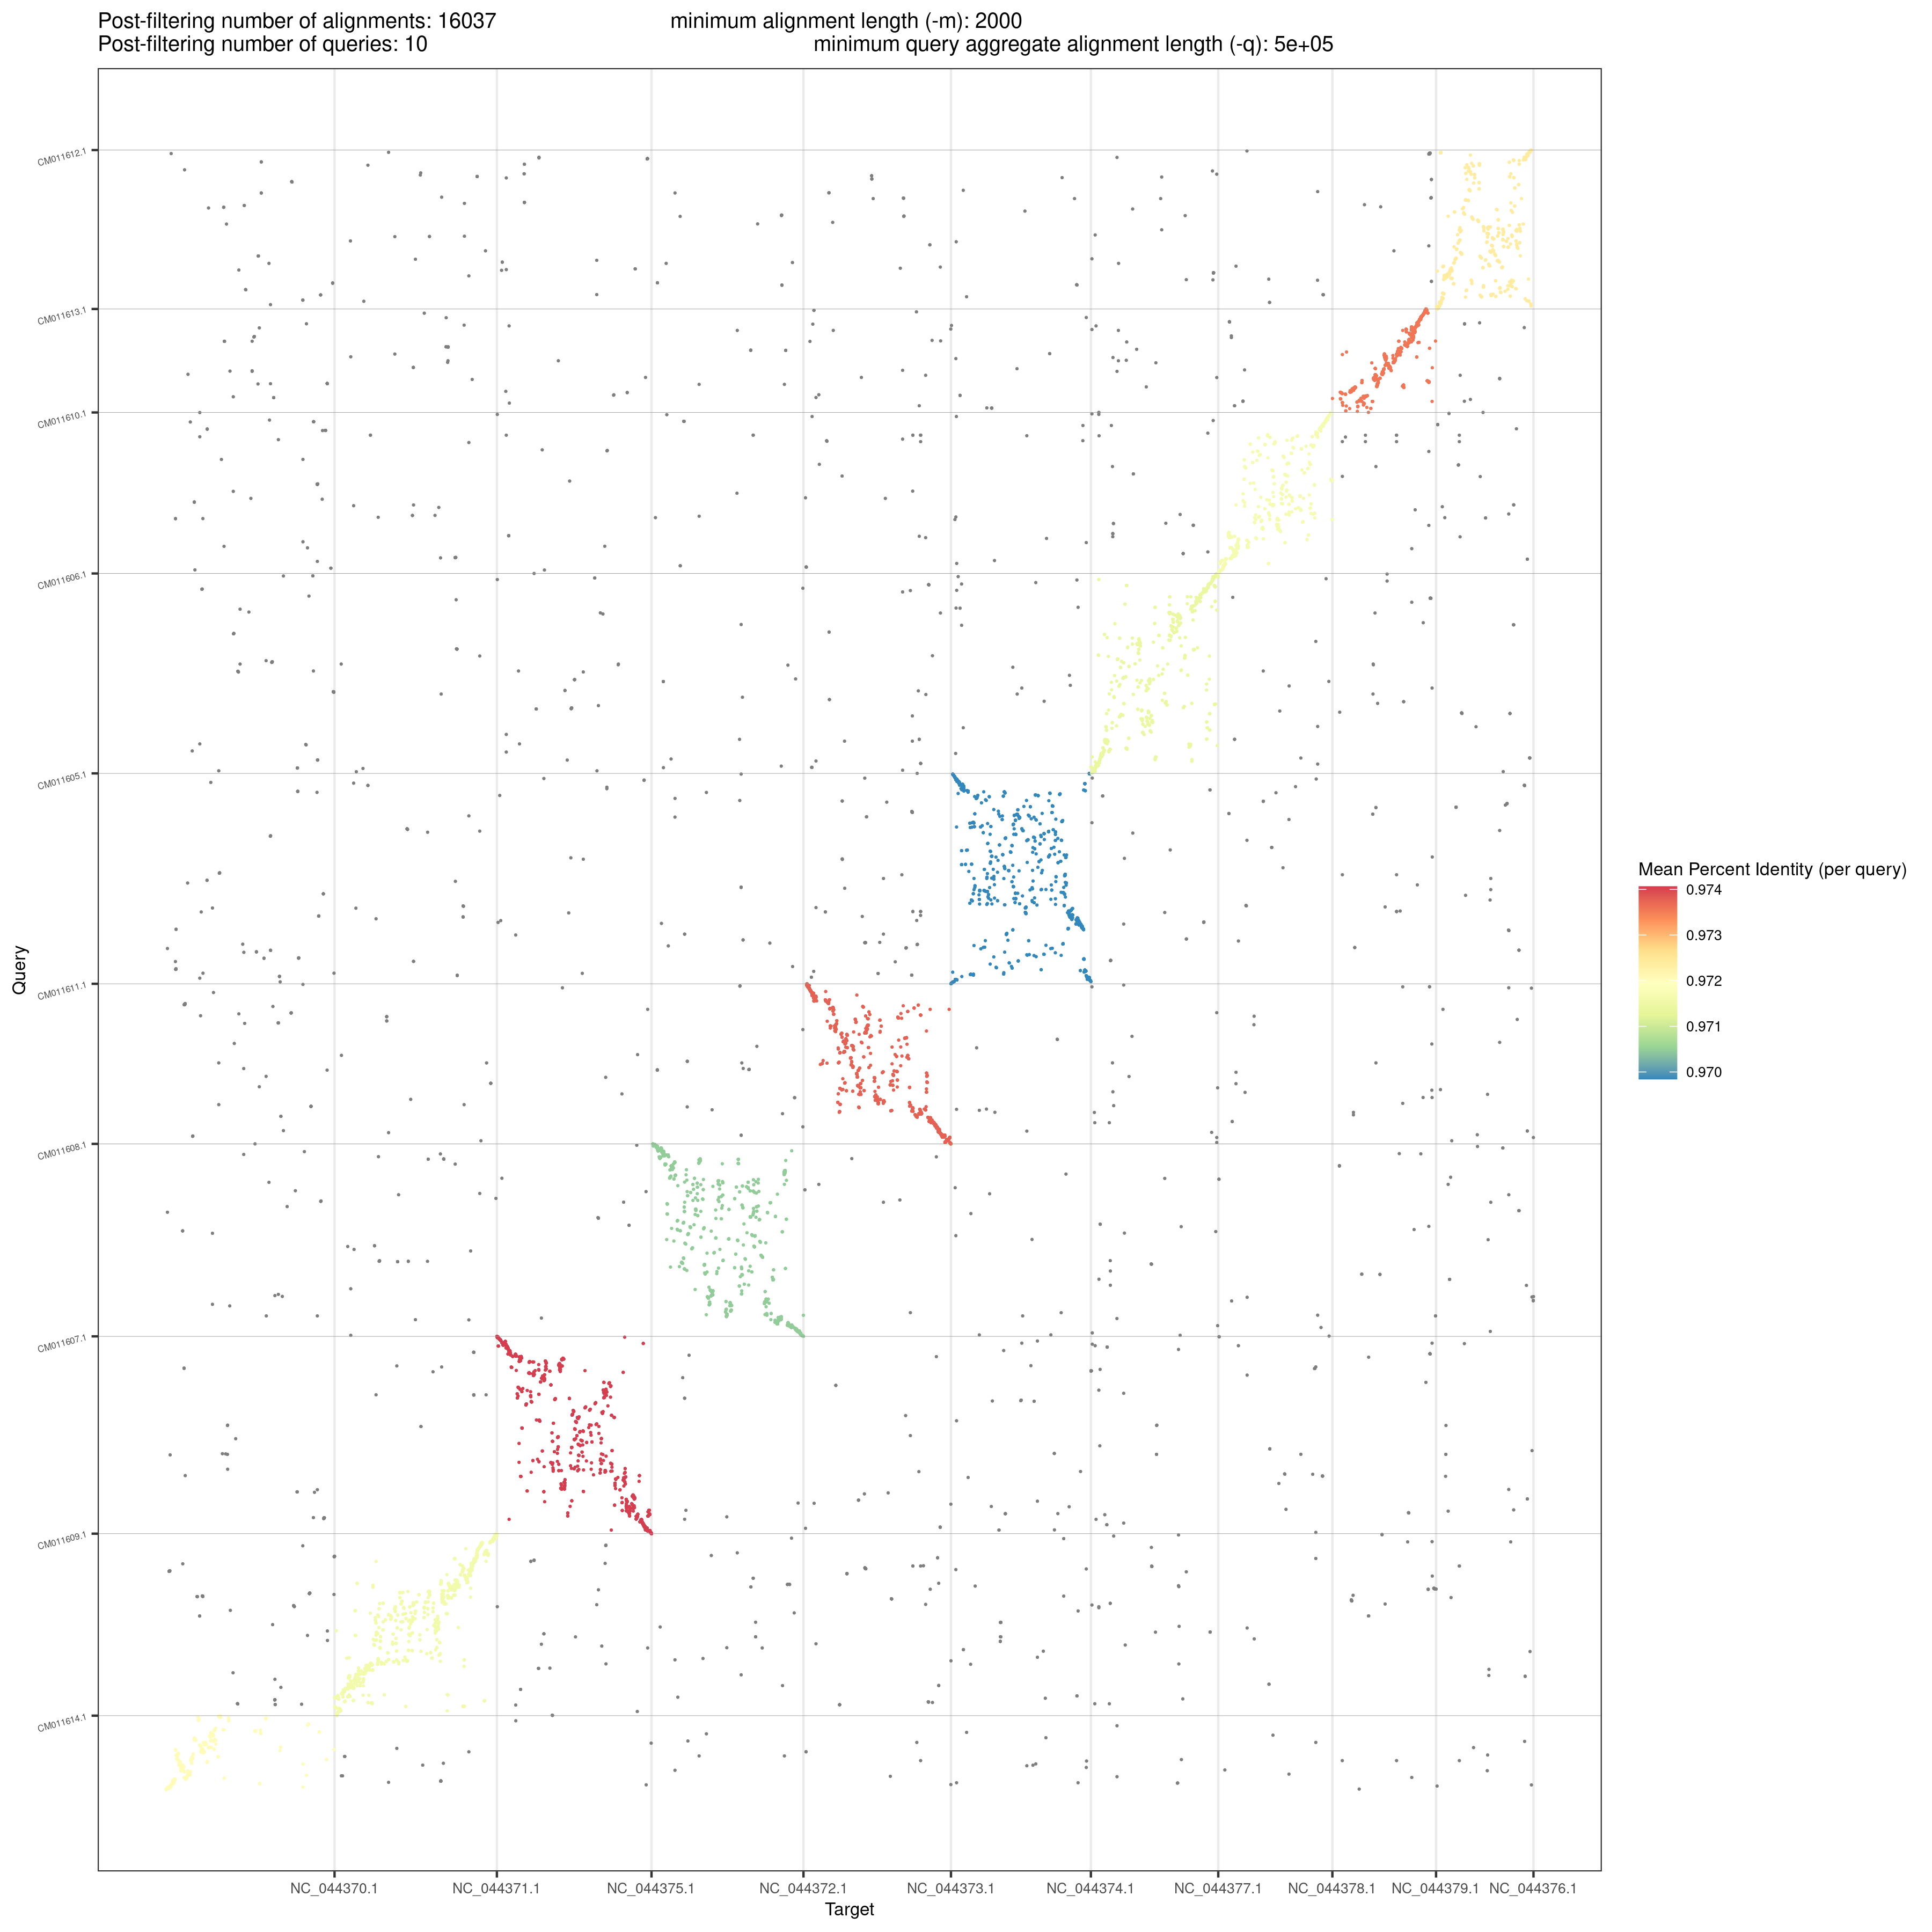 Post-filtering number of alignments: 16037 minimum alignment length (-m): 2000
Post-filtering number of queries: 10 minimum query aggregate alignment length (-q): 5e+05
CM011612.1
CM011613.1
CM011610.1
CM011606.1
CM011605.1
CM011611.1
CM011608.1
CM011607.1
CM011609.1
CM011614.1
Query
NC_044370.1 NC_044371.1 NC_044375.1 NC_044372.1 NC_044373.1 NC_044374.1 NC_044377.1 NC_044378.1 NC_044379.1 NC_044376.1
Target
Mean Percent Identity (per query)
0.974
0.973
0.972
0.971
0.970